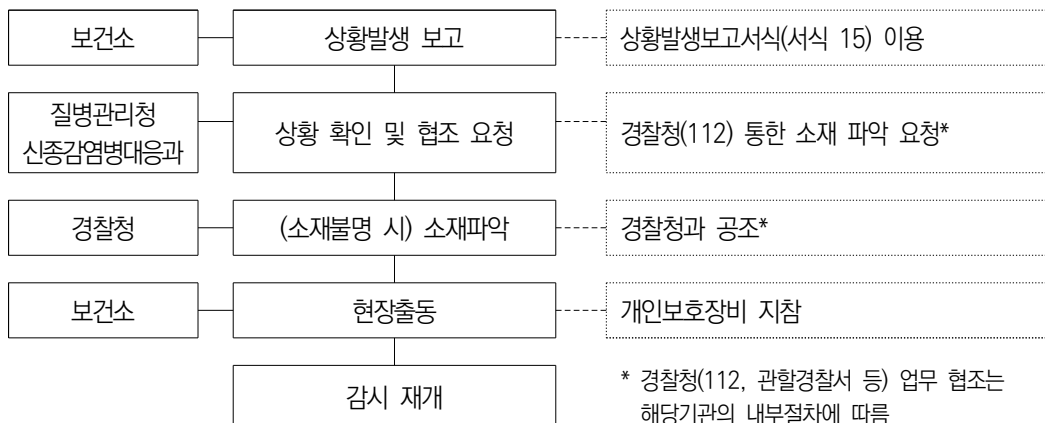 보건소 상황발생 보고 상황발생보고서식(서식 15) 이용
질병관리청
신종감염병대응과
상황 확인 및 협조 요청
경찰청(112) 통한 소재 파악 요청*
경찰청 (소재불명 시) 소재파악 경찰청과 공조*
보건소 현장출동 개인보호장비 지참
감시 재개
* 경찰청(112, 관할경찰서 등) 업무 협조는
해당기관의 내부절차에 따름